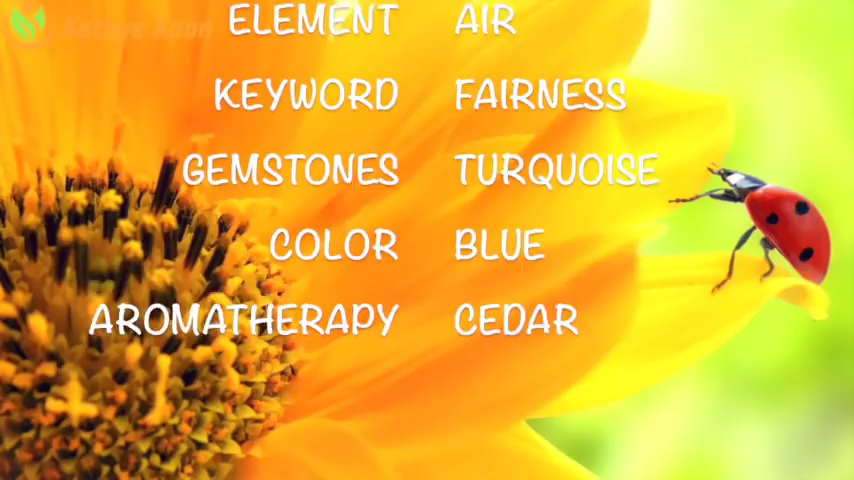 ELEMENT AIR
KEYWORD FAIRNESS
GEMSTONES TURQUOISE
COLOR BLUE
AROMATHERAPY CEDAR